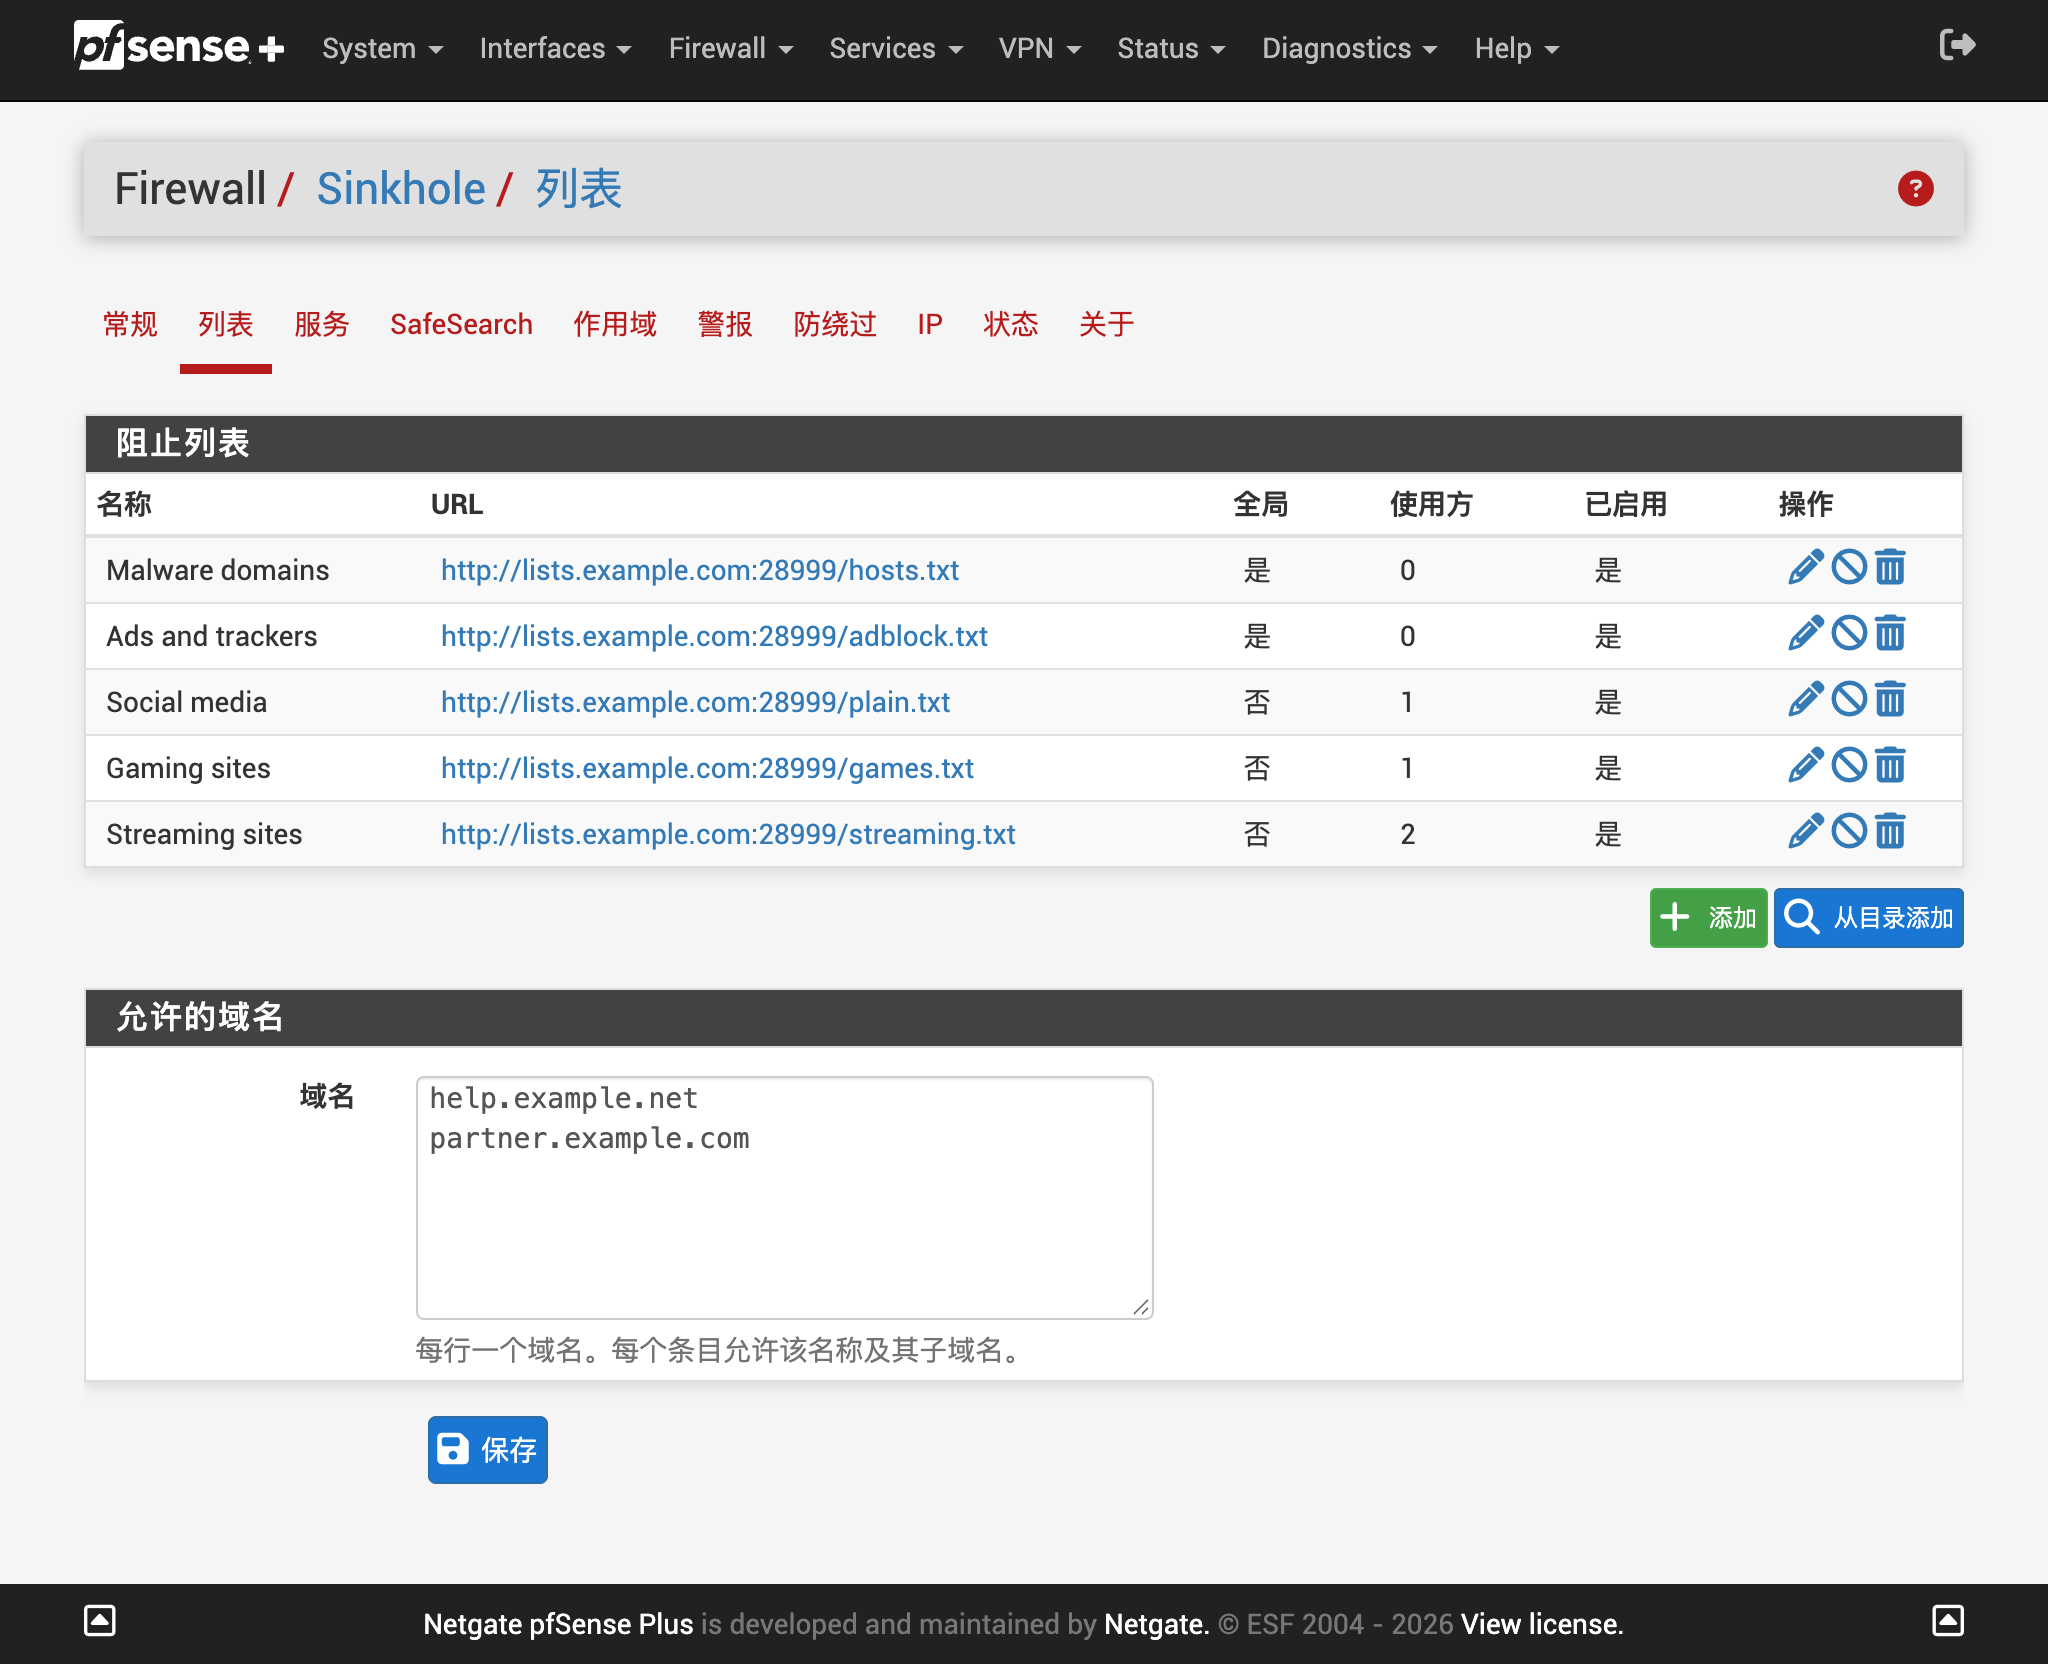 pfsense+ System Interfaces Firewall Services VPN Status Diagnostics Help
Firewall / Sinkhole / 列表
常规 列表 服务 SafeSearch 作用域 警报 防绕过 IP 状态 关于
阻止列表
名称 URL 全局 使用方 已启用 操作
Malware domains http://lists.example.com:28999/hosts.txt 是 0 是
Ads and trackers http://lists.example.com:28999/adblock.txt 是 0 是
Social media http://lists.example.com:28999/plain.txt 否 1 是
Gaming sites http://lists.example.com:28999/games.txt 否 1 是
Streaming sites http://lists.example.com:28999/streaming.txt 否 2 是
添加 从目录添加
允许的域名
域名
help.example.net
partner.example.com
每行一个域名。每个条目允许该名称及其子域名。
保存
Netgate pfSense Plus is developed and maintained by Netgate. © ESF 2004 - 2026 View license.